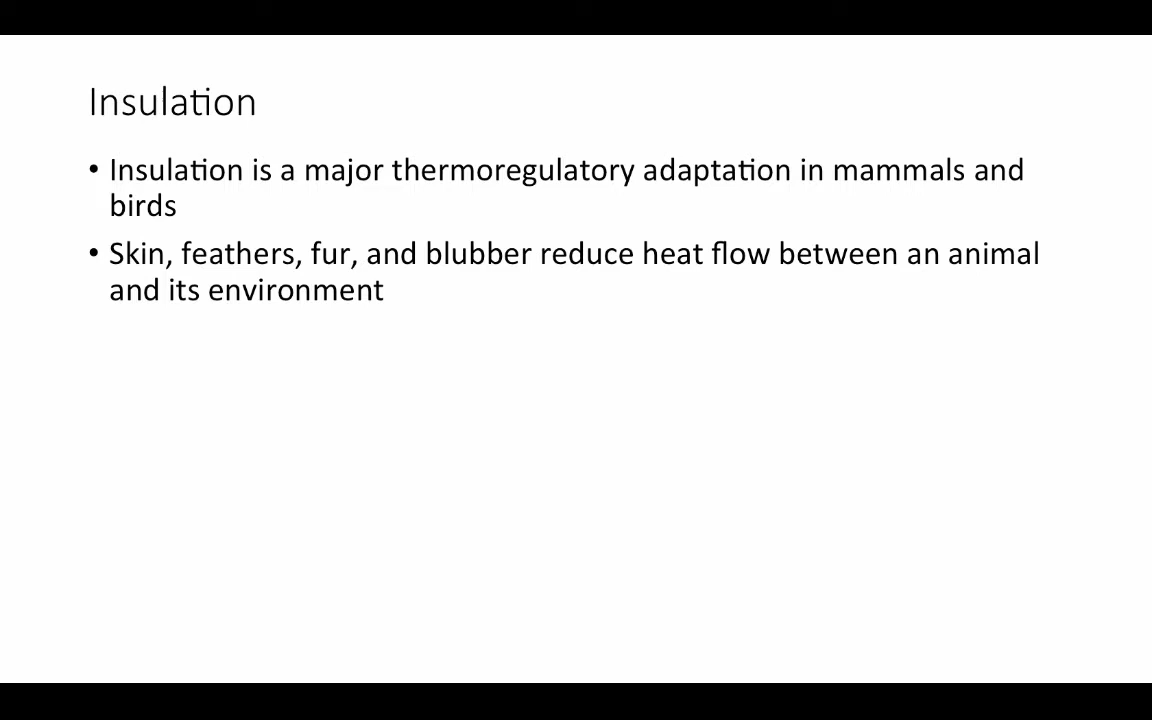 Insulation
• Insulation is a major thermoregulatory adaptation in mammals and
birds
• Skin, feathers, fur, and blubber reduce heat flow between an animal
and its environment